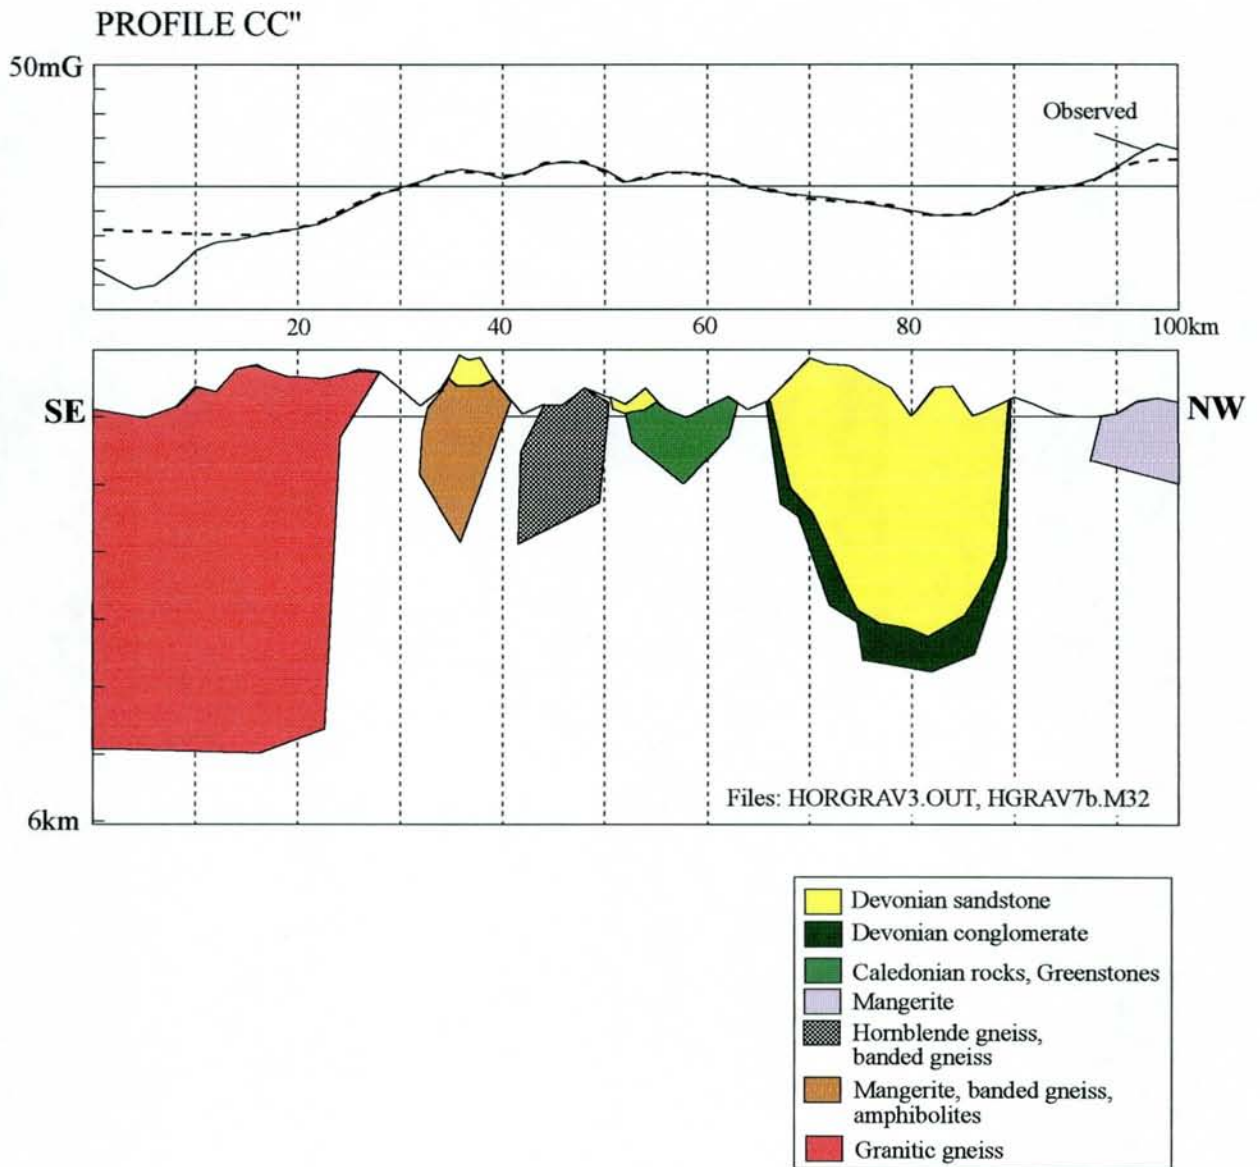 PROFILE CC"
50mG
Observed
20
40
60
80
100km
SE
NW
Files: HORGRAV3.OUT, HGRAV7b.M32
6km
Devonian sandstone
Devonian conglomerate
Caledonian rocks, Greenstones
Mangerite
Hornblende gneiss,
banded gneiss
Mangerite, banded gneiss,
amphibolites
Granitic gneiss